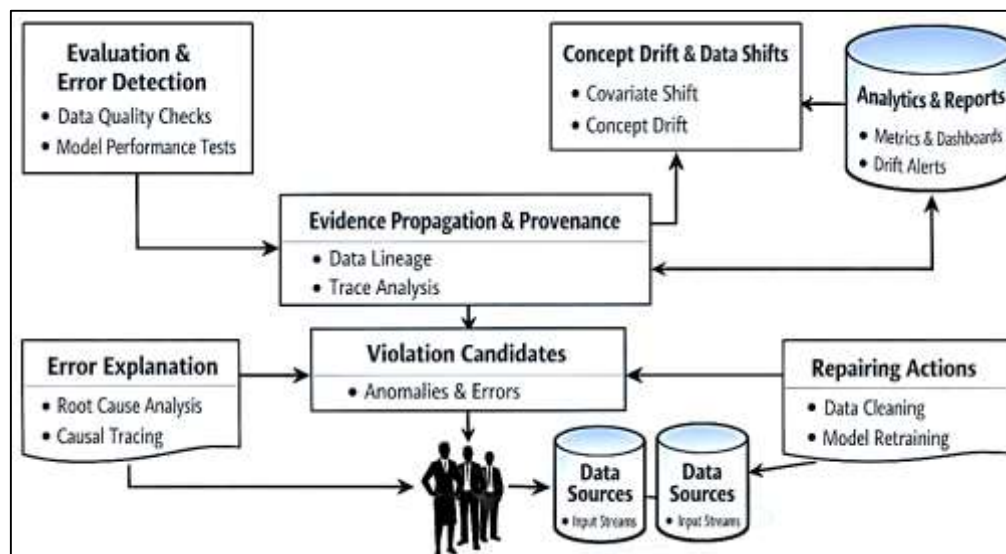 Evaluation &
Error Detection
• Data Quality Checks
• Model Performance Tests
Concept Drift & Data Shifts
• Covariate Shift
• Concept Drift
Analytics & Reports
• Metrics & Dashboards
• Drift Alerts
Evidence Propagation & Provenance
• Data Lineage
• Trace Analysis
Error Explanation
• Root Cause Analysis
• Causal Tracing
Violation Candidates
• Anomalies & Errors
Repairing Actions
• Data Cleaning
• Model Retraining
Data
Sources
• Input Streams
Data
Sources
• Input Streams